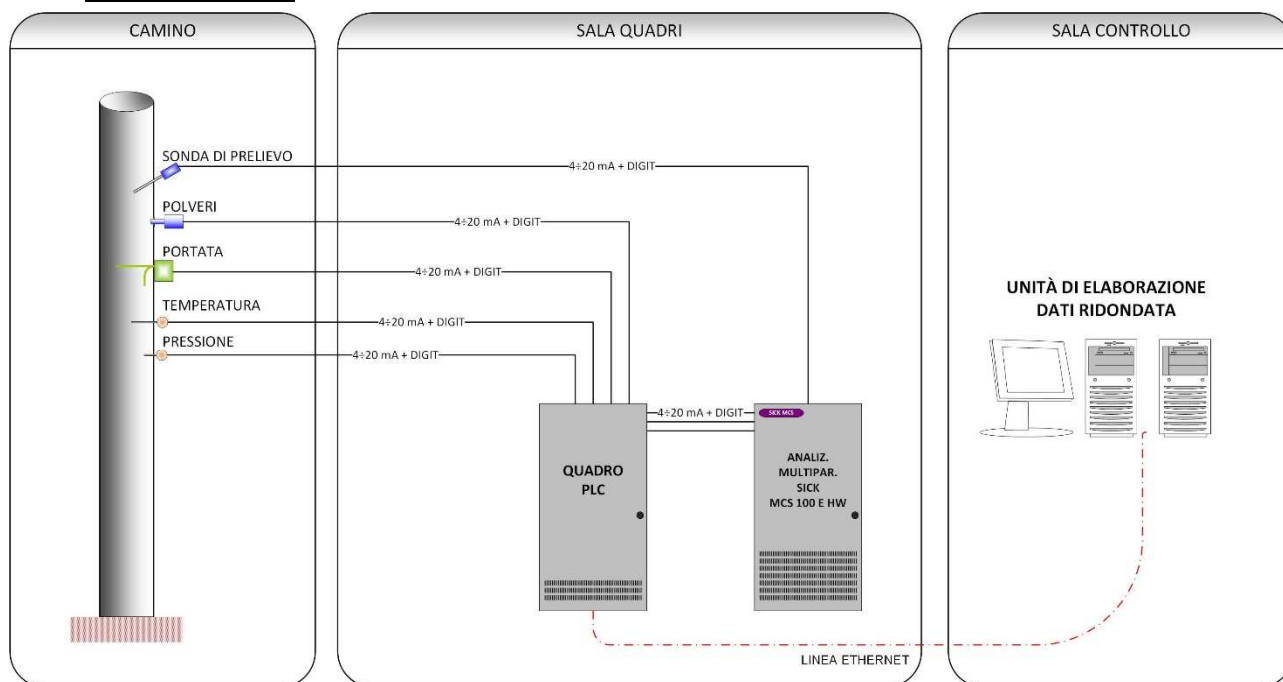 CAMINO
SALA QUADRI
SALA CONTROLLO
SONDA DI PRELIEVO
4÷20 mA + DIGIT
POLVERI
4÷20 mA + DIGIT
PORTATA
4÷20 mA + DIGIT
TEMPERATURA
4÷20 mA + DIGIT
PRESSIONE
4÷20 mA + DIGIT
UNITÀ DI ELABORAZIONE
DATI RIDONDATA
4÷20 mA + DIGIT
SICK MCS
QUADRO
PLC
ANALIZ.
MULTIPAR.
SICK
MCS 100 E HW
LINEA ETHERNET